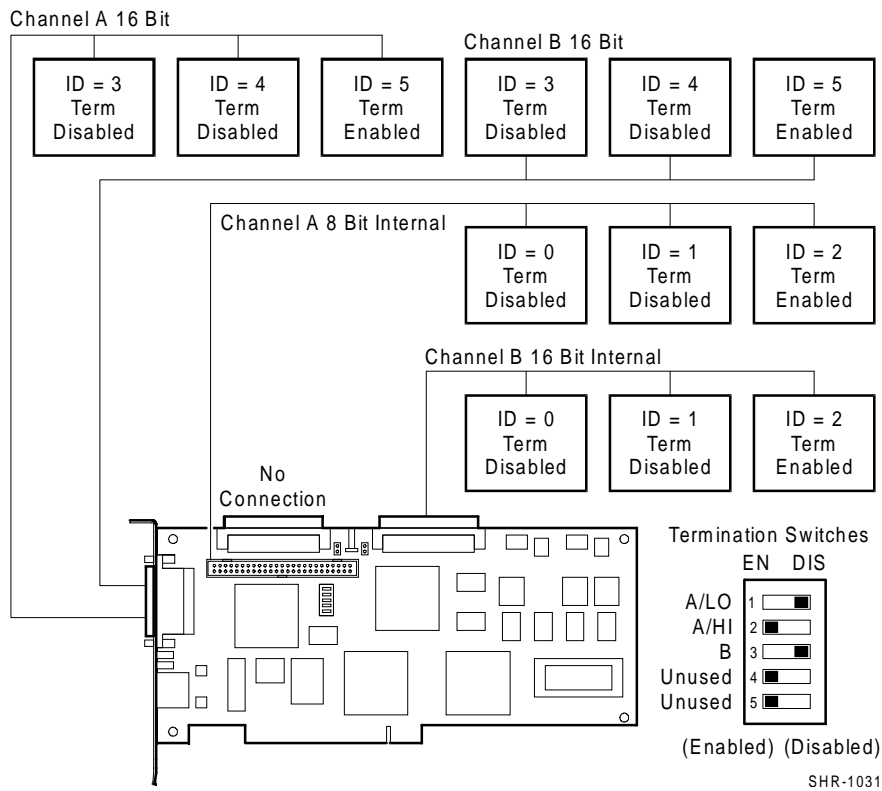 Channel A 16 Bit
Channel B 16 Bit
ID = 3
Term
Disabled
ID = 4
Term
Disabled
ID = 5
Term
Enabled
ID = 3
Term
Disabled
ID = 4
Term
Disabled
ID = 5
Term
Enabled
Channel A 8 Bit Internal
ID = 0
Term
Disabled
ID = 1
Term
Disabled
ID = 2
Term
Enabled
Channel B 16 Bit Internal
ID = 0
Term
Disabled
ID = 1
Term
Disabled
ID = 2
Term
Enabled
No
Connection
Termination Switches
EN DIS
A/LO 1
A/HI 2
B 3
Unused 4
Unused 5
(Enabled) (Disabled)
SHR-1031